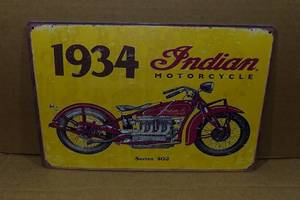 1934 Indian
MOTORCYCLE
Series 402